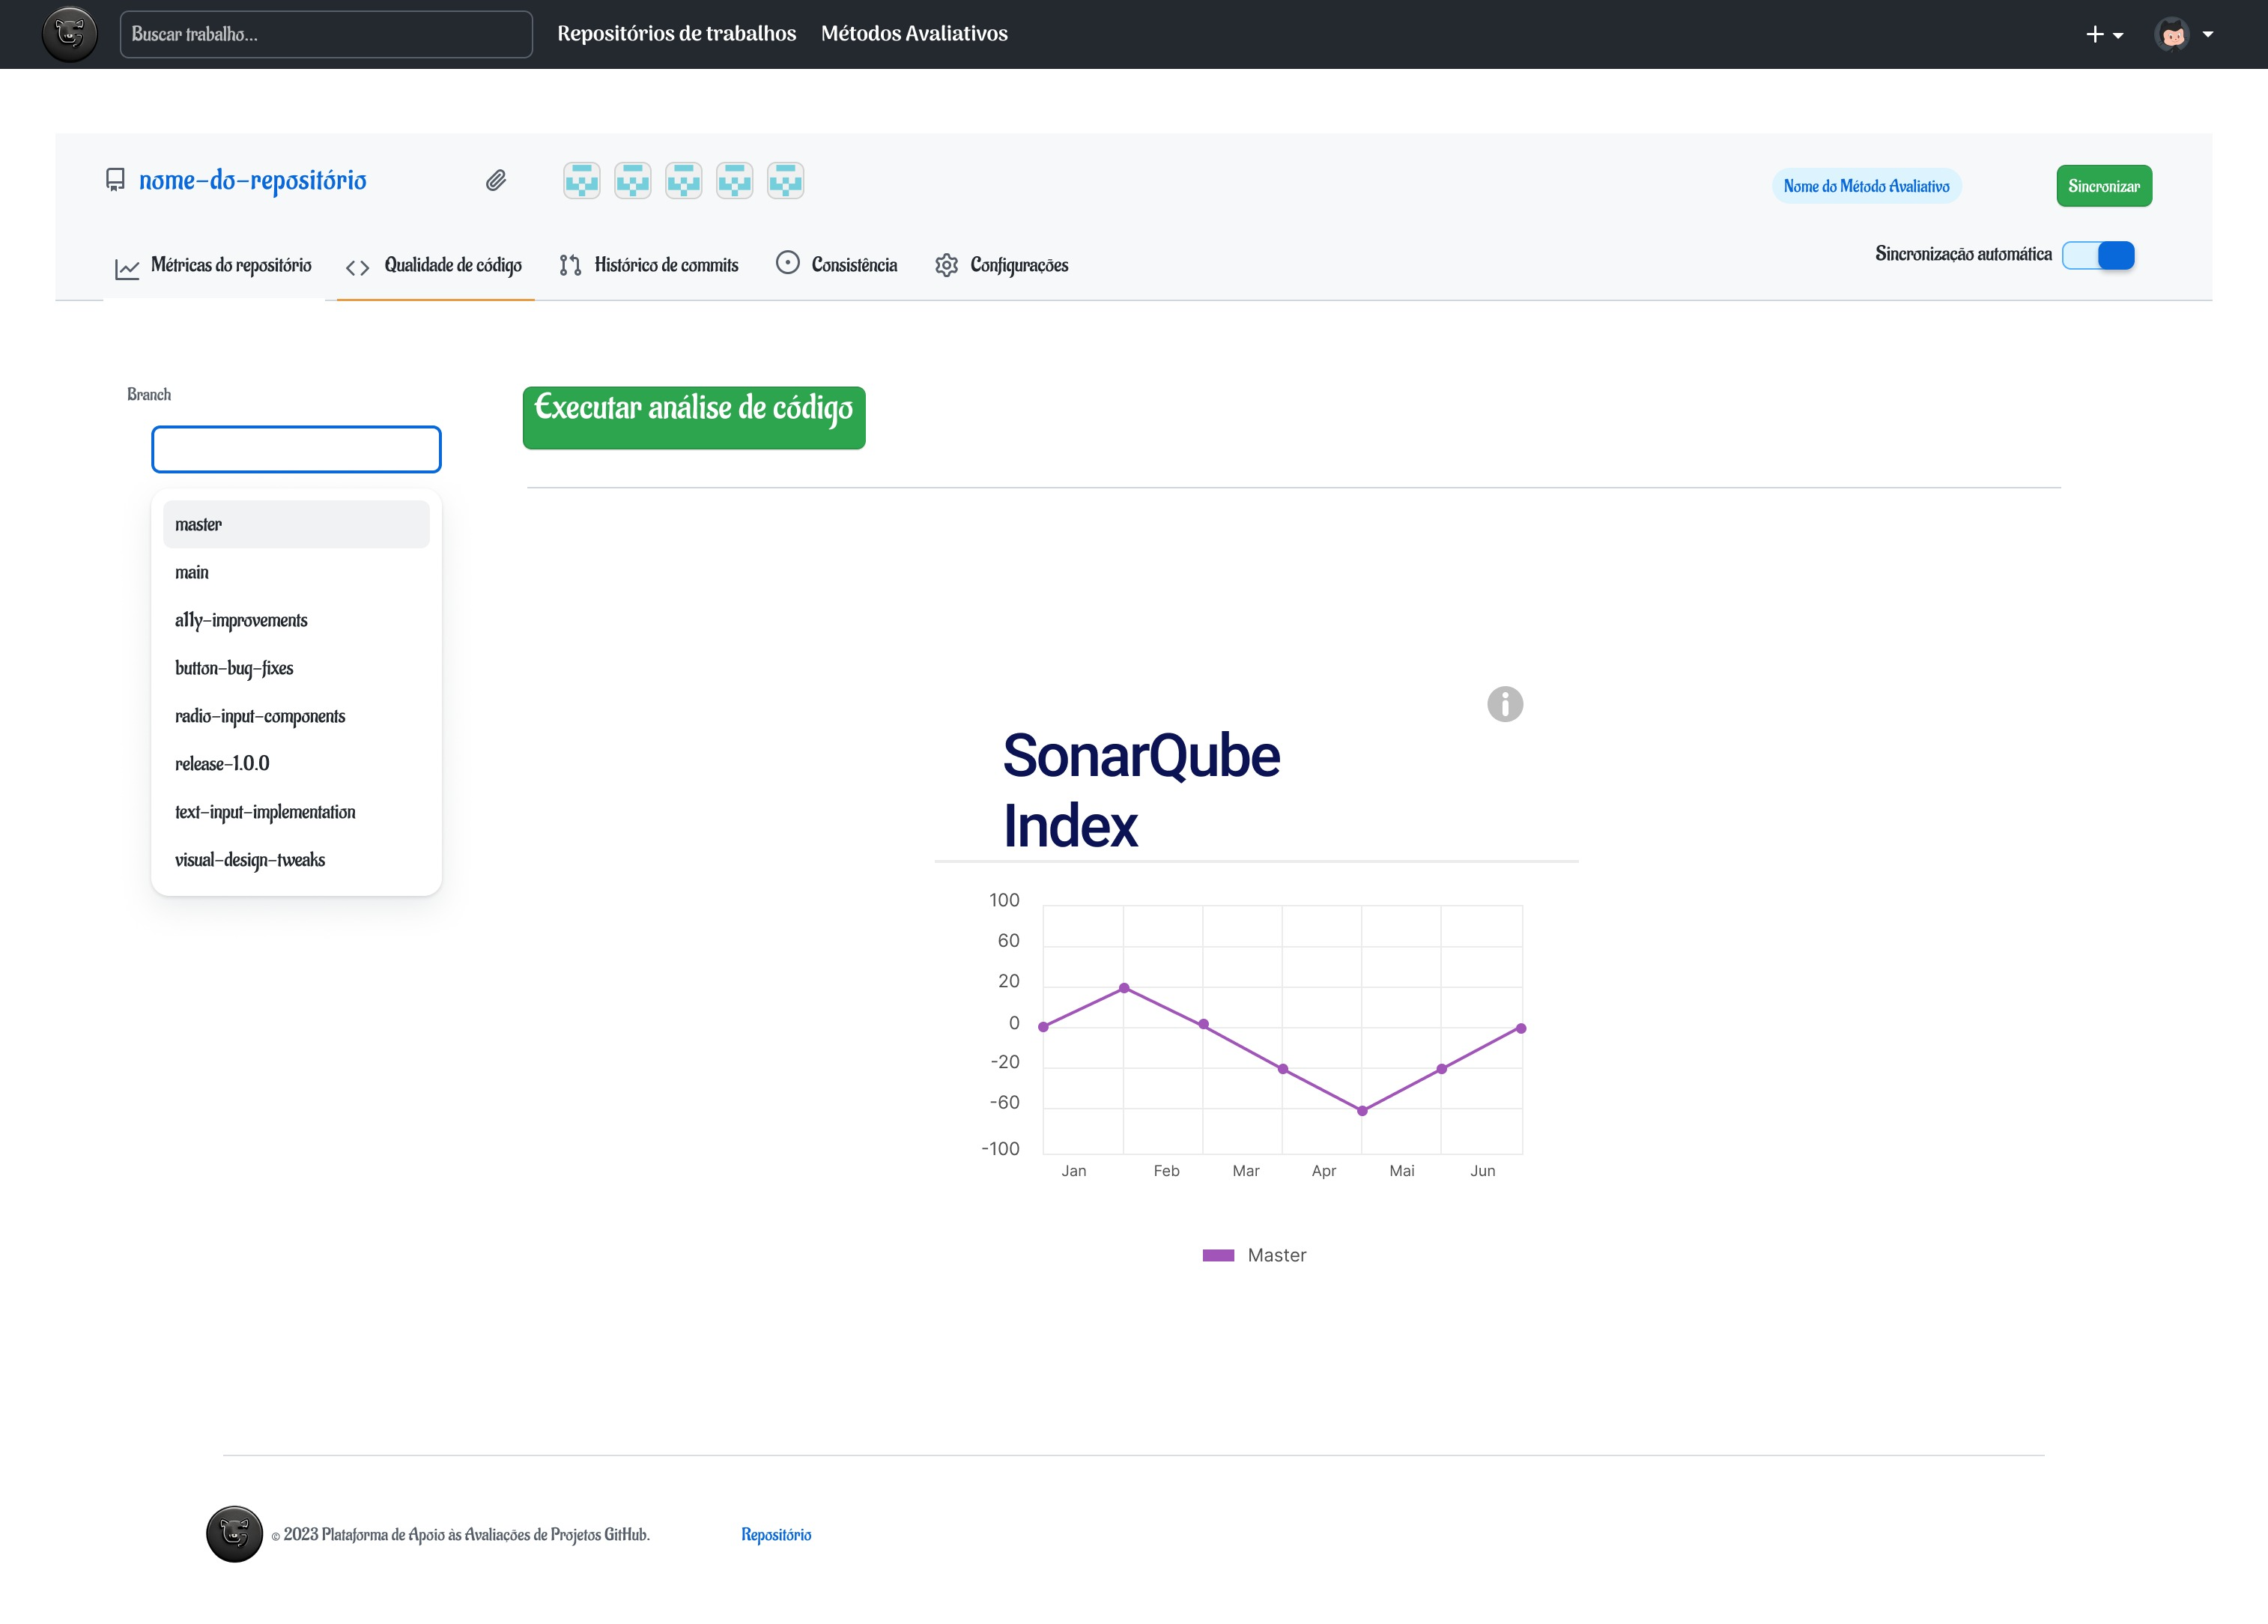 Buscar trabalho...
Repositórios de trabalhos
Métodos Avaliativos
nome-do-repositório
Nome do Método Avaliativo
Sincronizar
Métricas do repositório
Qualidade de código
Histórico de commits
Consistência
Configurações
Sincronização automática
Branch
Executar análise de código
master
main
a11y-improvements
button-bug-fixes
radio-input-components
release-1.0.0
text-input-implementation
visual-design-tweaks
SonarQube
Index
100
60
20
0
-20
-60
-100
Jan
Feb
Mar
Apr
Mai
Jun
Master
© 2023 Plataforma de Apoio às Avaliações de Projetos GitHub.
Repositório